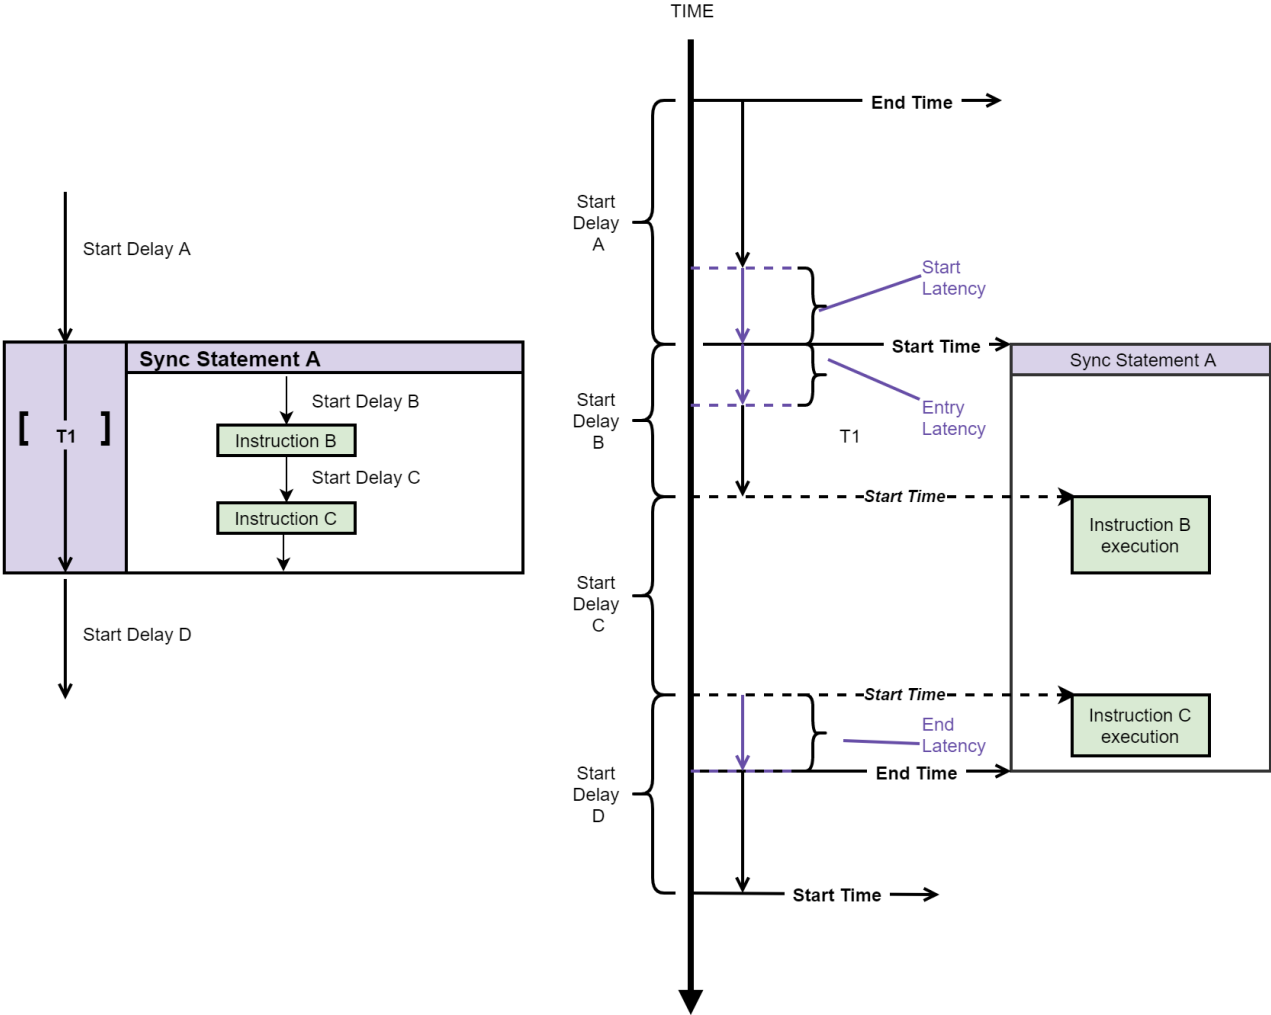 TIME
End Time
Start
Delay
A
Start Delay A
Start
Latency
Sync Statement A
Start Time
Sync Statement A
Start Delay B
Start
Delay
B
Entry
Latency
[ T1 ]
Instruction B
T1
Start Delay C
Start Time
Instruction C
Instruction B
execution
Start
Delay
C
Start Delay D
Start Time
Instruction C
execution
End
Latency
End Time
Start
Delay
D
Start Time